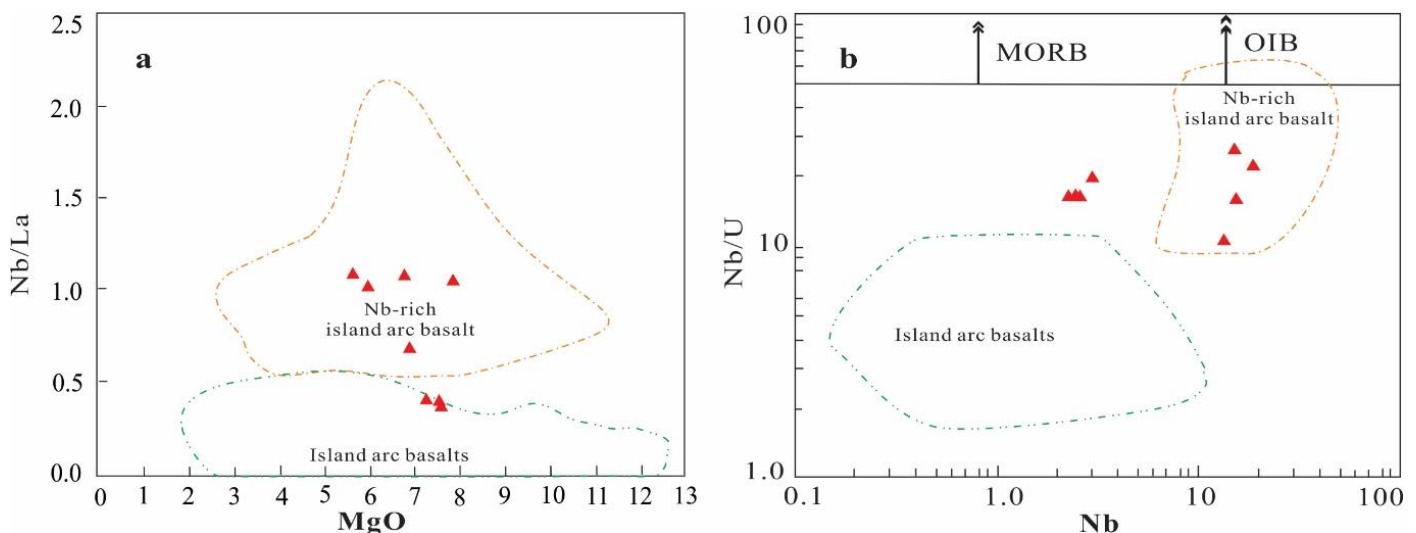 a
2.5
2.0
1.5
1.0
0.5
0.0
Nb/La
Nb-rich
island arc basalt
Island arc basalts
0 1 2 3 4 5 6 7 8 9 10 11 12 13
MgO
b
100
10
1.0
Nb/U
MORB
OIB
Nb-rich
island arc basalt
Island arc basalts
0.1 1.0 10 100
Nb